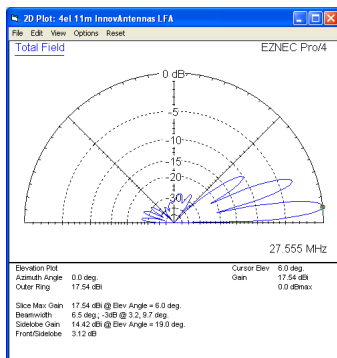 2D Plot: 4el 11m InnovAntennas LFA
File Edit View Options Reset
Total Field EZNEC Pro/4
0 dB
-5
-10
-15
-20
-30
27.555 MHz
Elevation Plot Cursor Elev 6.0 deg.
Azimuth Angle 0.0 deg. Gain 17.54 dBi
Outer Ring 17.54 dBi 0.0 dBmax
Slice Max Gain 17.54 dBi @ Elev Angle = 6.0 deg.
Beamwidth 6.5 deg.; -3dB @ 3.2, 9.7 deg.
Sidelobe Gain 14.42 dBi @ Elev Angle = 19.0 deg.
Front/Sidelobe 3.12 dB